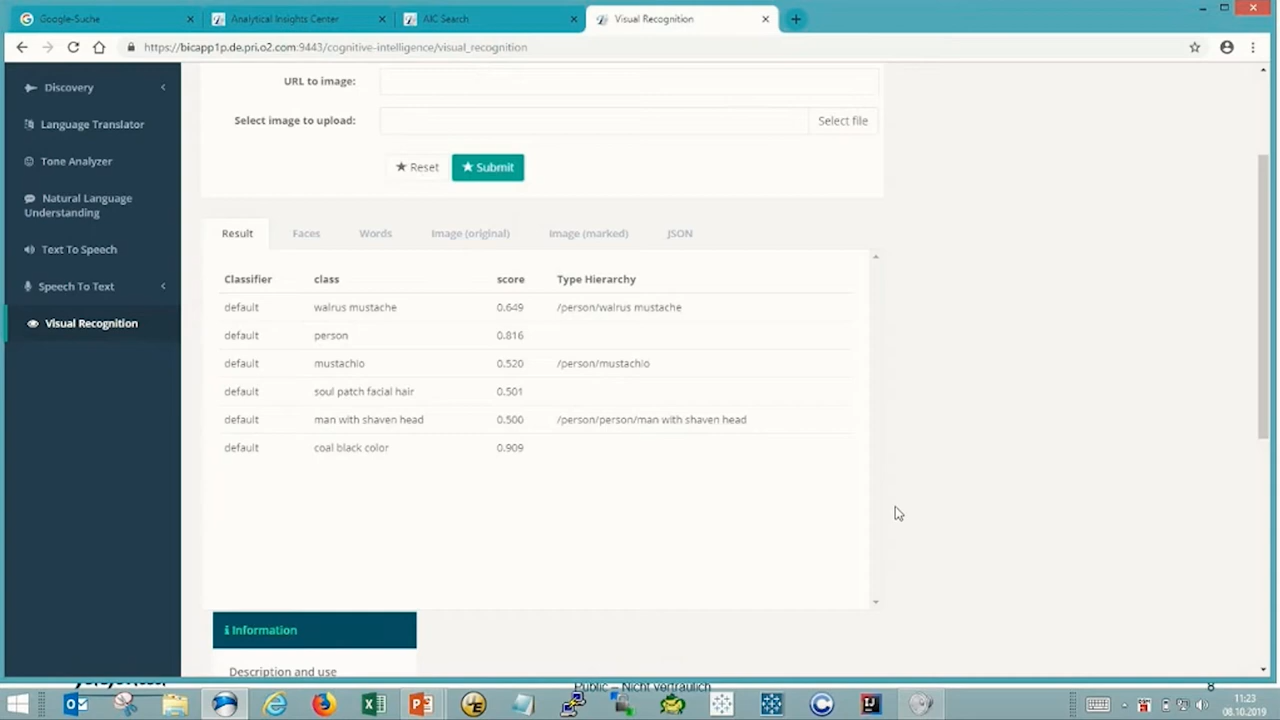 Google-Suche
Analytical Insights Center
AIC Search
Visual Recognition
https://bicapp1p.de.pri.o2.com:9443/cognitive-intelligence/visual_recognition
Discovery
Language Translator
Tone Analyzer
Natural Language
Understanding
Text To Speech
Speech To Text
Visual Recognition
URL to image:
Select image to upload:
Select file
Reset
Submit
Result Faces Words Image (original) Image (marked) JSON
Classifier class score Type Hierarchy
default walrus mustache 0.649 /person/walrus mustache
default person 0.816
default mustachio 0.520 /person/mustachio
default soul patch facial hair 0.501
default man with shaven head 0.500 /person/person/man with shaven head
default coal black color 0.909
Information
Description and use
Public – Nicht vertraulich
8
11:23
08.10.2019